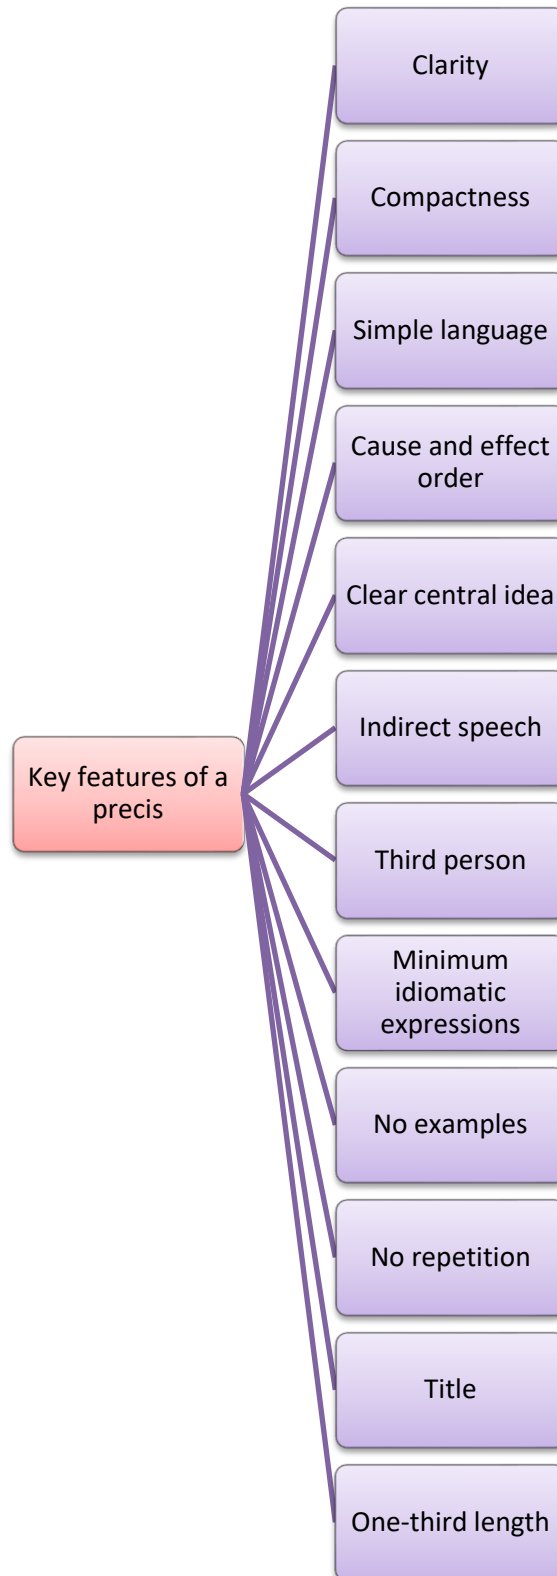 Clarity
Compactness
Simple language
Cause and effect
order
Clear central idea
Indirect speech
Key features of a
precis
Third person
Minimum
idiomatic
expressions
No examples
No repetition
Title
One-third length